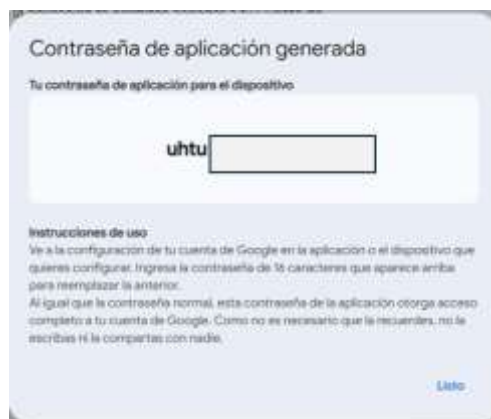 Contraseña de aplicación generada
Tu contraseña de aplicación para el dispositivo
uhtu
Instrucciones de uso
Ve a la configuración de tu cuenta de Google en la aplicación o el dispositivo que
quieres configurar. Ingresa la contraseña de 16 caracteres que aparece arriba
para reemplazar la anterior.
Al igual que la contraseña normal, esta contraseña de la aplicación otorga acceso
completo a tu cuenta de Google. Como no es necesario que la recuerdes, no la
escribas ni la compartas con nadie.
Listo